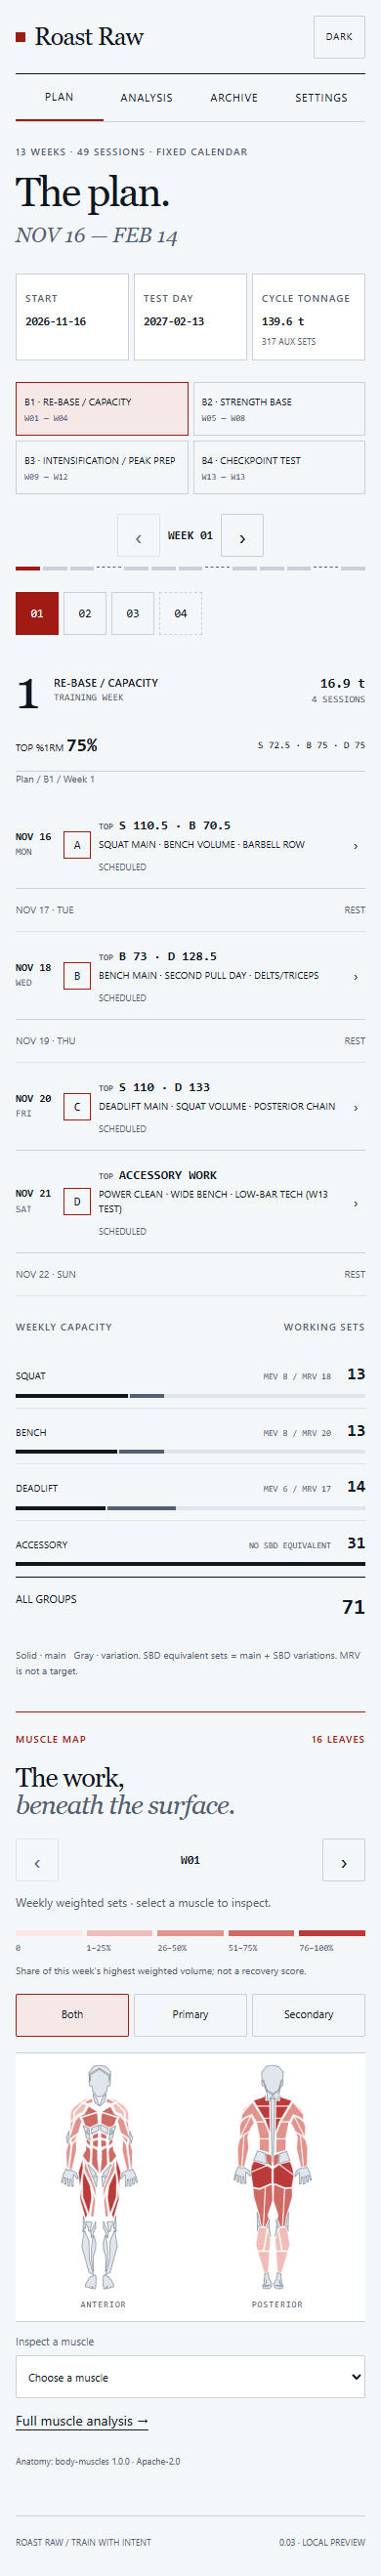 Roast Raw
DARK
PLAN
ANALYSIS
ARCHIVE
SETTINGS
13 WEEKS · 49 SESSIONS · FIXED CALENDAR
The plan.
NOV 16 — FEB 14
START
2026-11-16
TEST DAY
2027-02-13
CYCLE TONNAGE
139.6 t
317 AUX SETS
B1 · RE-BASE / CAPACITY
W01 — W04
B2 · STRENGTH BASE
W05 — W08
B3 · INTENSIFICATION / PEAK PREP
W09 — W12
B4 · CHECKPOINT TEST
W13 — W13
‹ WEEK 01 ›
01
02
03
04
1
RE-BASE / CAPACITY
TRAINING WEEK
16.9 t
4 SESSIONS
TOP %1RM 75%
S 72.5 · B 75 · D 75
Plan / B1 / Week 1
NOV 16
MON
A
TOP S 110.5 · B 70.5
SQUAT MAIN · BENCH VOLUME · BARBELL ROW
SCHEDULED
›
NOV 17 · TUE
REST
NOV 18
WED
B
TOP B 73 · D 128.5
BENCH MAIN · SECOND PULL DAY · DELTS/TRICEPS
SCHEDULED
›
NOV 19 · THU
REST
NOV 20
FRI
C
TOP S 110 · D 133
DEADLIFT MAIN · SQUAT VOLUME · POSTERIOR CHAIN
SCHEDULED
›
NOV 21
SAT
D
TOP ACCESSORY WORK
POWER CLEAN · WIDE BENCH · LOW-BAR TECH (W13
TEST)
SCHEDULED
›
NOV 22 · SUN
REST
WEEKLY CAPACITY
WORKING SETS
SQUAT
MEV 8 / MRV 18
13
BENCH
MEV 8 / MRV 20
13
DEADLIFT
MEV 6 / MRV 17
14
ACCESSORY
NO SBD EQUIVALENT
31
ALL GROUPS
71
Solid · main Gray · variation. SBD equivalent sets = main + SBD variations. MRV
is not a target.
MUSCLE MAP
16 LEAVES
The work,
beneath the surface.
‹ W01 ›
Weekly weighted sets · select a muscle to inspect.
0
1–25%
26–50%
51–75%
76–100%
Share of this week's highest weighted volume; not a recovery score.
Both
Primary
Secondary
ANTERIOR
POSTERIOR
Inspect a muscle
Choose a muscle
Full muscle analysis →
Anatomy: body-muscles 1.0.0 · Apache-2.0
ROAST RAW / TRAIN WITH INTENT
0.03 · LOCAL PREVIEW